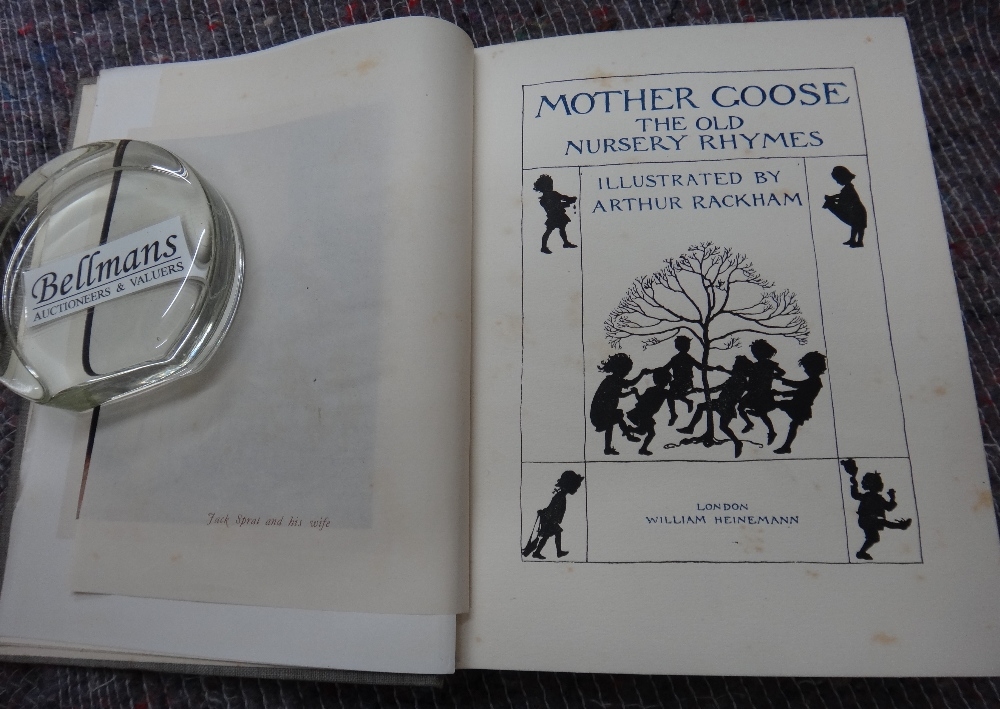 Bellmans
AUCTIONEERS & VALUERS
Jack Sprat and his wife
MOTHER GOOSE
THE OLD
NURSERY RHYMES
ILLUSTRATED BY
ARTHUR RACKHAM
LONDON
WILLIAM HEINEMANN